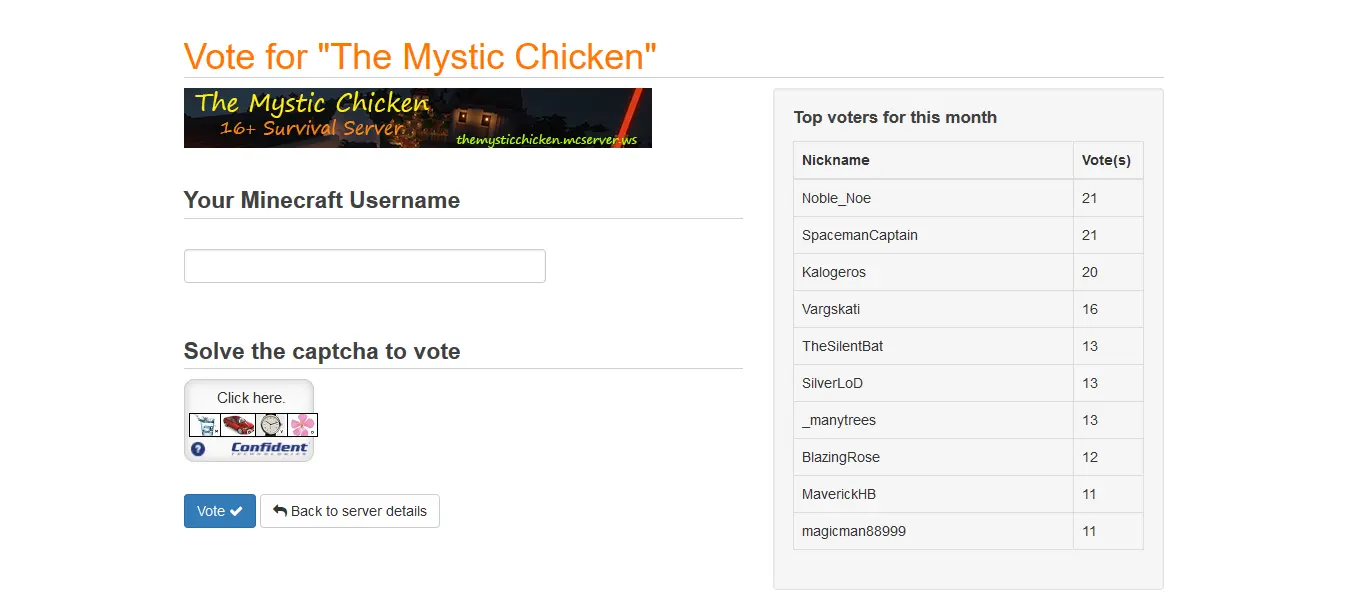 Vote for "The Mystic Chicken"
The Mystic Chicken
16+ Survival Server
themysticchicken.mcserver.ws
Your Minecraft Username
Solve the captcha to vote
Click here.
Confident
TECHNOLOGIES
Vote
Back to server details
Top voters for this month
Nickname Vote(s)
Noble_Noe 21
SpacemanCaptain 21
Kalogeros 20
Vargskati 16
TheSilentBat 13
SilverLoD 13
_manytrees 13
BlazingRose 12
MaverickHB 11
magicman88999 11